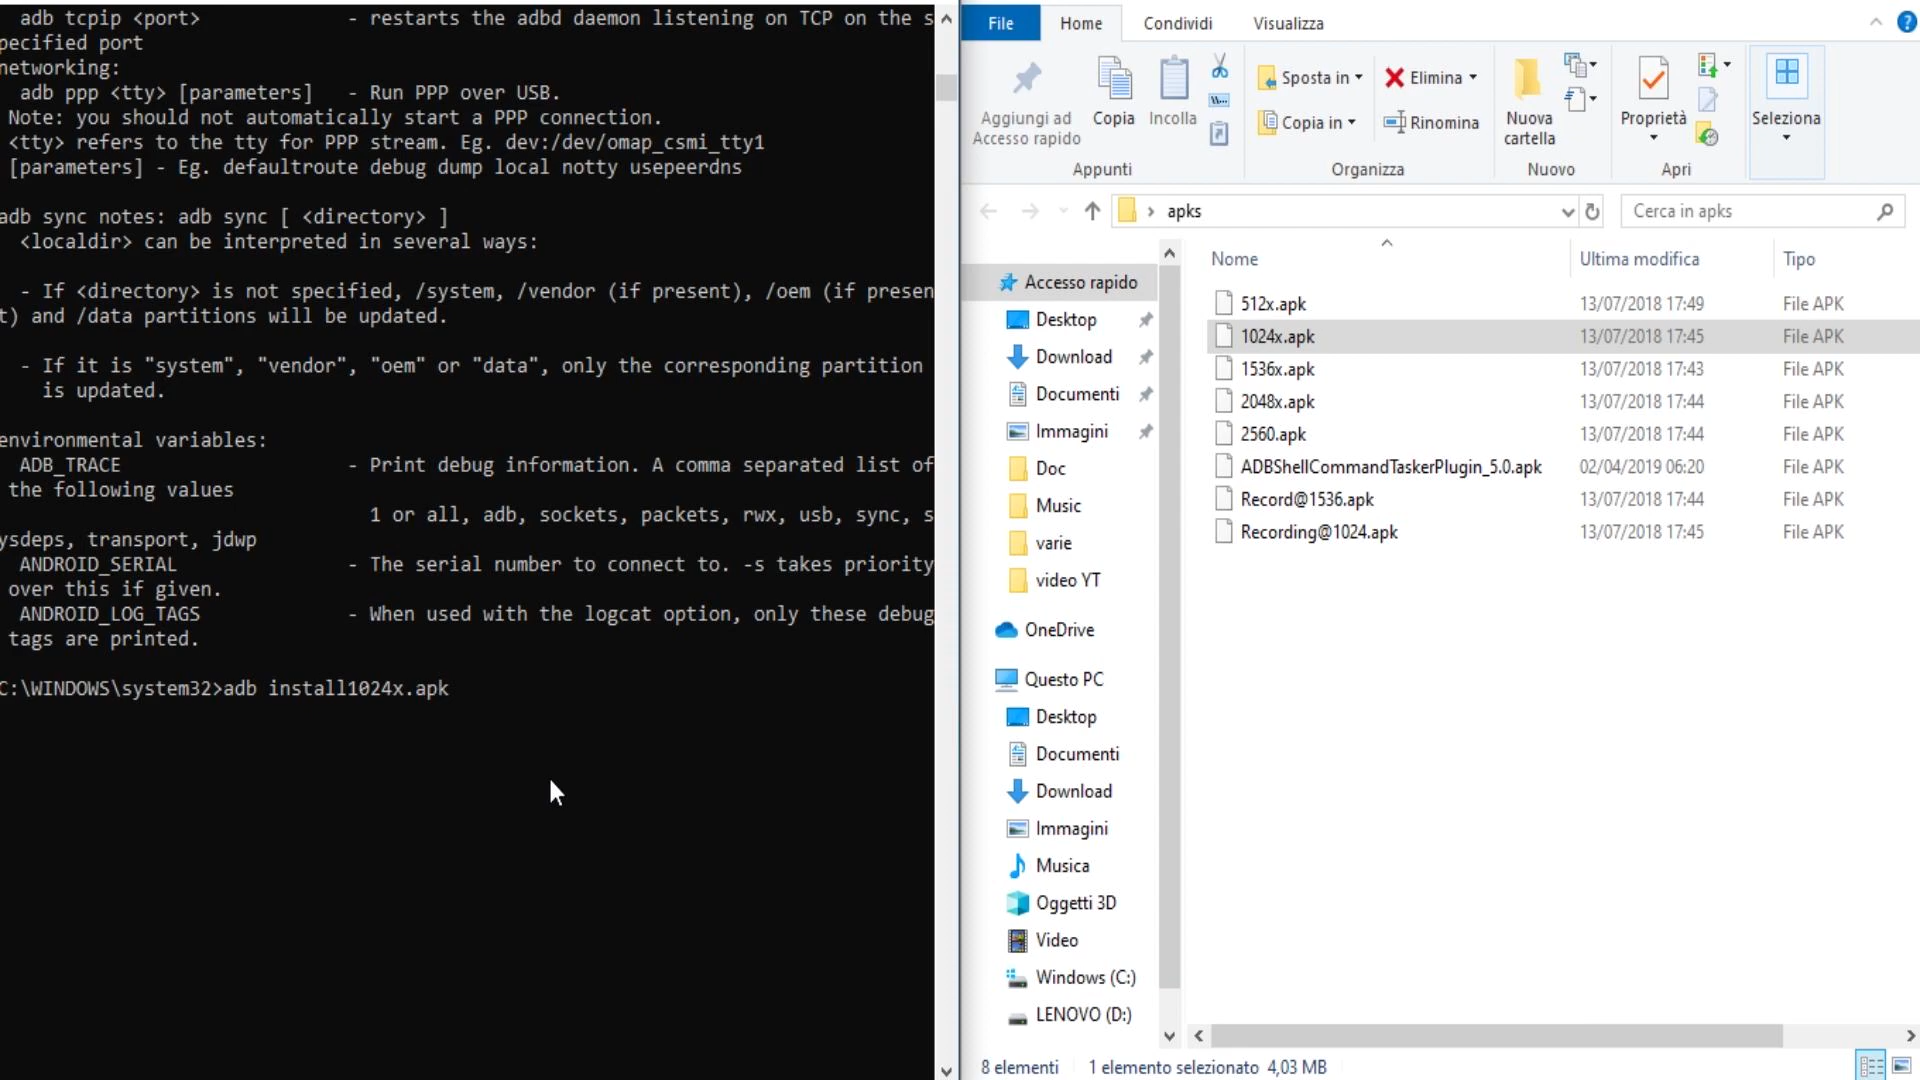 adb tcpip <port> - restarts the adbd daemon listening on TCP on the s
pecified port
networking:
adb ppp <tty> [parameters] - Run PPP over USB.
Note: you should not automatically start a PPP connection.
<tty> refers to the tty for PPP stream. Eg. dev:/dev/omap_csmi_tty1
[parameters] - Eg. defaultroute debug dump local notty usepeerdns
adb sync notes: adb sync [ <directory> ]
<localdir> can be interpreted in several ways:
- If <directory> is not specified, /system, /vendor (if present), /oem (if presen
t) and /data partitions will be updated.
- If it is "system", "vendor", "oem" or "data", only the corresponding partition
is updated.
environmental variables:
ADB_TRACE - Print debug information. A comma separated list of
the following values
1 or all, adb, sockets, packets, rwx, usb, sync, s
ysdeps, transport, jdwp
ANDROID_SERIAL - The serial number to connect to. -s takes priority
over this if given.
ANDROID_LOG_TAGS - When used with the logcat option, only these debug
tags are printed.
C:\WINDOWS\system32>adb install1024x.apk
File Home Condividi Visualizza
Aggiungi ad
Accesso rapido
Copia
Incolla
Appunti
Sposta in
Copia in
Elimina
Rinomina
Organizza
Nuova
cartella
Nuovo
Proprietà
Apri
Seleziona
apks
Cerca in apks
Accesso rapido
Desktop
Download
Documenti
Immagini
Doc
Music
varie
video YT
OneDrive
Questo PC
Desktop
Documenti
Download
Immagini
Musica
Oggetti 3D
Video
Windows (C:)
LENOVO (D:)
Nome Ultima modifica Tipo
512x.apk 13/07/2018 17:49 File APK
1024x.apk 13/07/2018 17:45 File APK
1536x.apk 13/07/2018 17:43 File APK
2048x.apk 13/07/2018 17:44 File APK
2560.apk 13/07/2018 17:44 File APK
ADBShellCommandTaskerPlugin_5.0.apk 02/04/2019 06:20 File APK
Record@1536.apk 13/07/2018 17:44 File APK
Recording@1024.apk 13/07/2018 17:45 File APK
8 elementi 1 elemento selezionato 4,03 MB